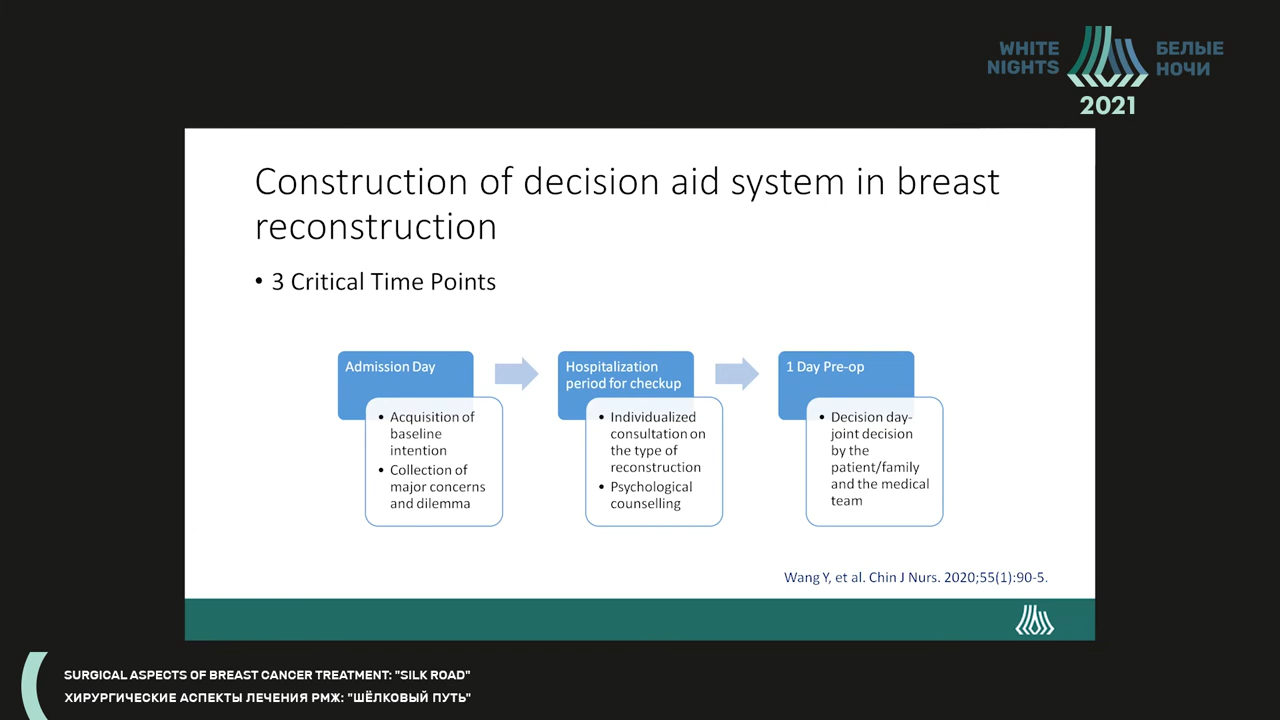 WHITE
NIGHTS
БЕЛЫЕ
НОЧИ
2021
Construction of decision aid system in breast
reconstruction
• 3 Critical Time Points
Admission Day
• Acquisition of
baseline
intention
• Collection of
major concerns
and dilemma
Hospitalization
period for checkup
• Individualized
consultation on
the type of
reconstruction
• Psychological
counselling
1 Day Pre-op
• Decision day-
joint decision
by the
patient/family
and the medical
team
Wang Y, et al. Chin J Nurs. 2020;55(1):90-5.
SURGICAL ASPECTS OF BREAST CANCER TREATMENT: "SILK ROAD"
ХИРУРГИЧЕСКИЕ АСПЕКТЫ ЛЕЧЕНИЯ РМЖ: "ШЁЛКОВЫЙ ПУТЬ"